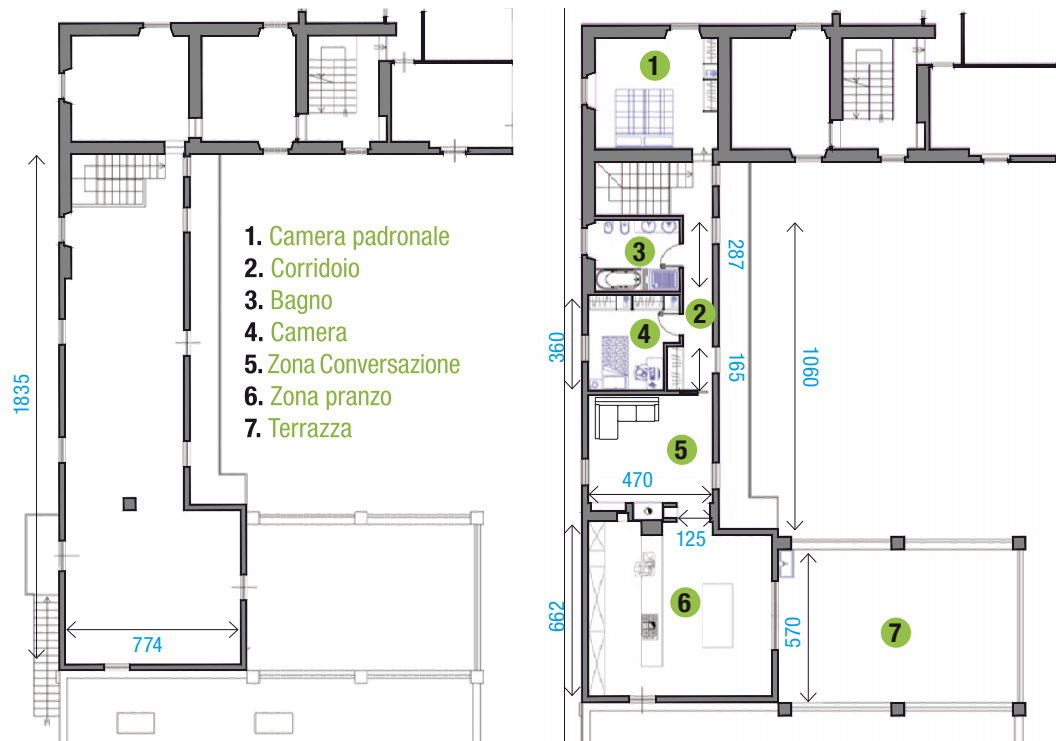 1835
774
1. Camera padronale
2. Corridoio
3. Bagno
4. Camera
5. Zona Conversazione
6. Zona pranzo
7. Terrazza
1
3
287
2
4
360
165
1060
5
470
125
6
662
570
7